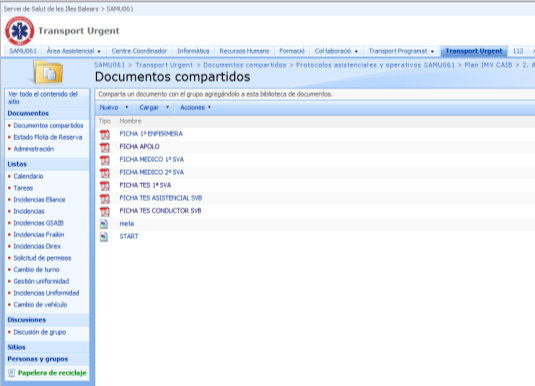 Servei de Salut de les Illes Balears > SAMU061
Transport Urgent
SAMU061 Àrea Assistencial Centre Coordinador Informàtica Recursos Humans Formació Col·laboració Transport Programat Transport Urgent 112
SAMU061 > Transport Urgent > Documentos compartidos > Protocolos asistenciales y operativos SAMU061 > Plan IMV CAIB > 2. A
Documentos compartidos
Ver todo el contenido del sitio
Documentos
Documentos compartidos
Estado Flota de Reserva
Administración
Listas
Calendario
Tareas
Incidencias Eliance
Incidencias
Incidencias GSAIB
Incidencias Fraikin
Incidencias Direx
Solicitud de permisos
Cambio de turno
Gestión uniformidad
Incidencias Uniformidad
Cambio de vehículo
Discusiones
Discusión de grupo
Sitios
Personas y grupos
Papelera de reciclaje
Comparta un documento con el grupo agregándolo a esta biblioteca de documentos.
Nuevo Cargar Acciones
Tipo Nombre
FICHA 1º ENFERMERA
FICHA APOLO
FICHA MEDICO 1º SVA
FICHA MEDICO 2º SVA
FICHA TES 1ª SVA
FICHA TES ASISTENCIAL SVB
FICHA TES CONDUCTOR SVB
meta
START